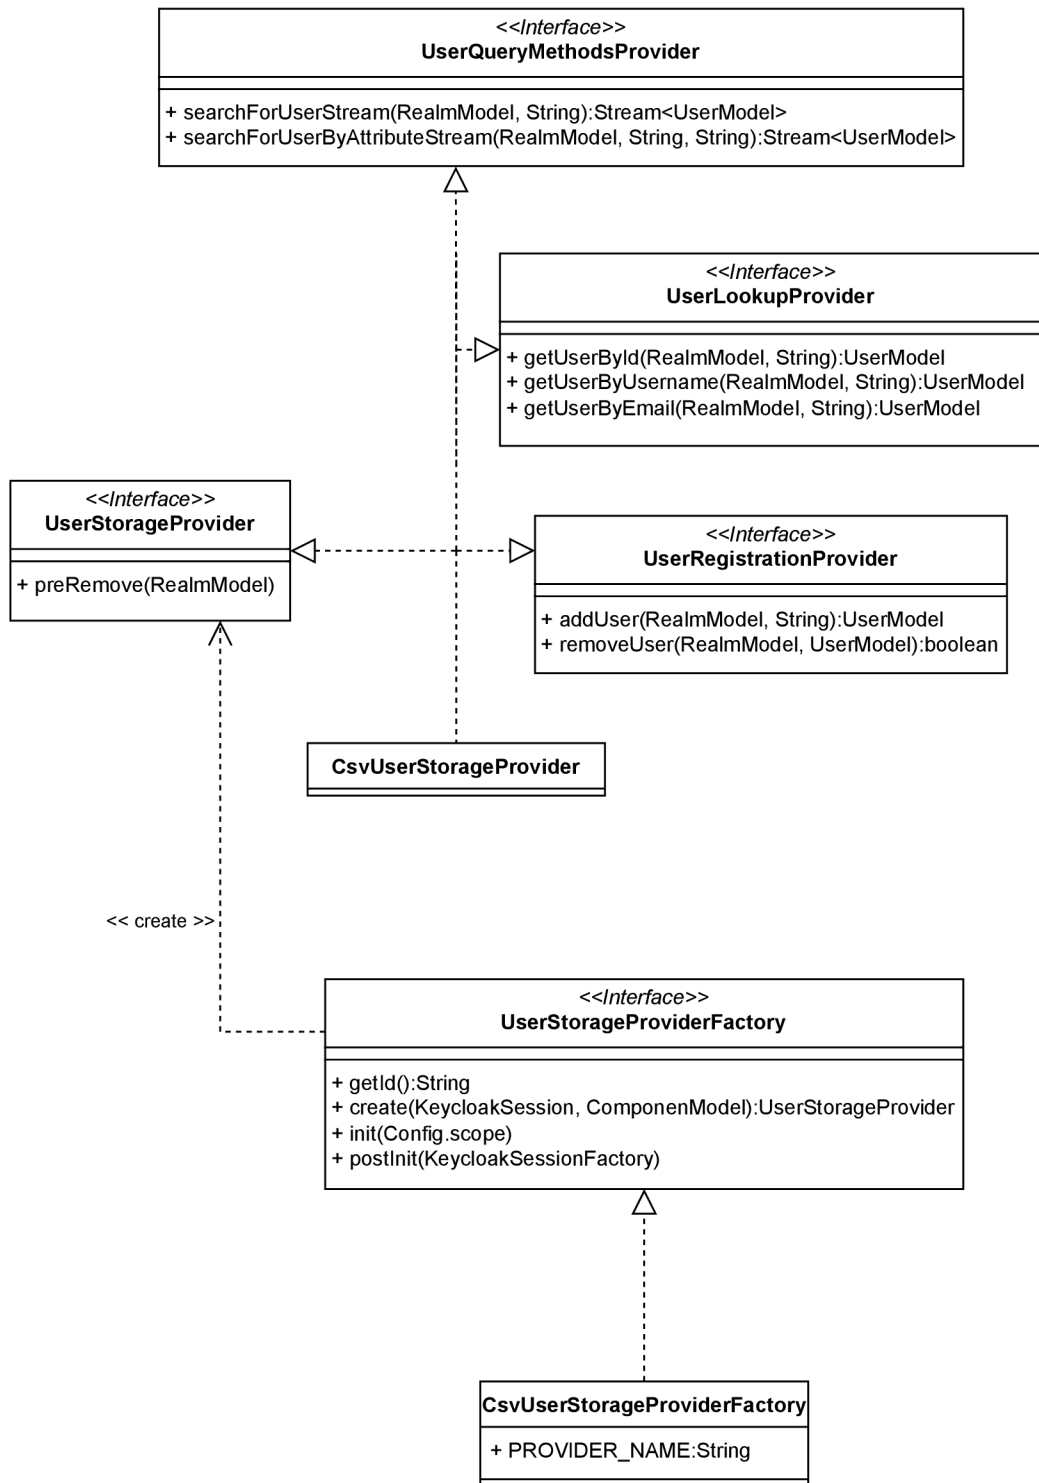 <<Interface>>
UserQueryMethodsProvider
+ searchForUserStream(RealmModel, String):Stream<UserModel>
+ searchForUserByAttributeStream(RealmModel, String, String):Stream<UserModel>
<<Interface>>
UserLookupProvider
+ getUserById(RealmModel, String):UserModel
+ getUserByUsername(RealmModel, String):UserModel
+ getUserByEmail(RealmModel, String):UserModel
<<Interface>>
UserStorageProvider
+ preRemove(RealmModel)
<<Interface>>
UserRegistrationProvider
+ addUser(RealmModel, String):UserModel
+ removeUser(RealmModel, UserModel):boolean
CsvUserStorageProvider
<< create >>
<<Interface>>
UserStorageProviderFactory
+ getId():String
+ create(KeycloakSession, ComponenModel):UserStorageProvider
+ init(Config.scope)
+ postInit(KeycloakSessionFactory)
CsvUserStorageProviderFactory
+ PROVIDER_NAME:String